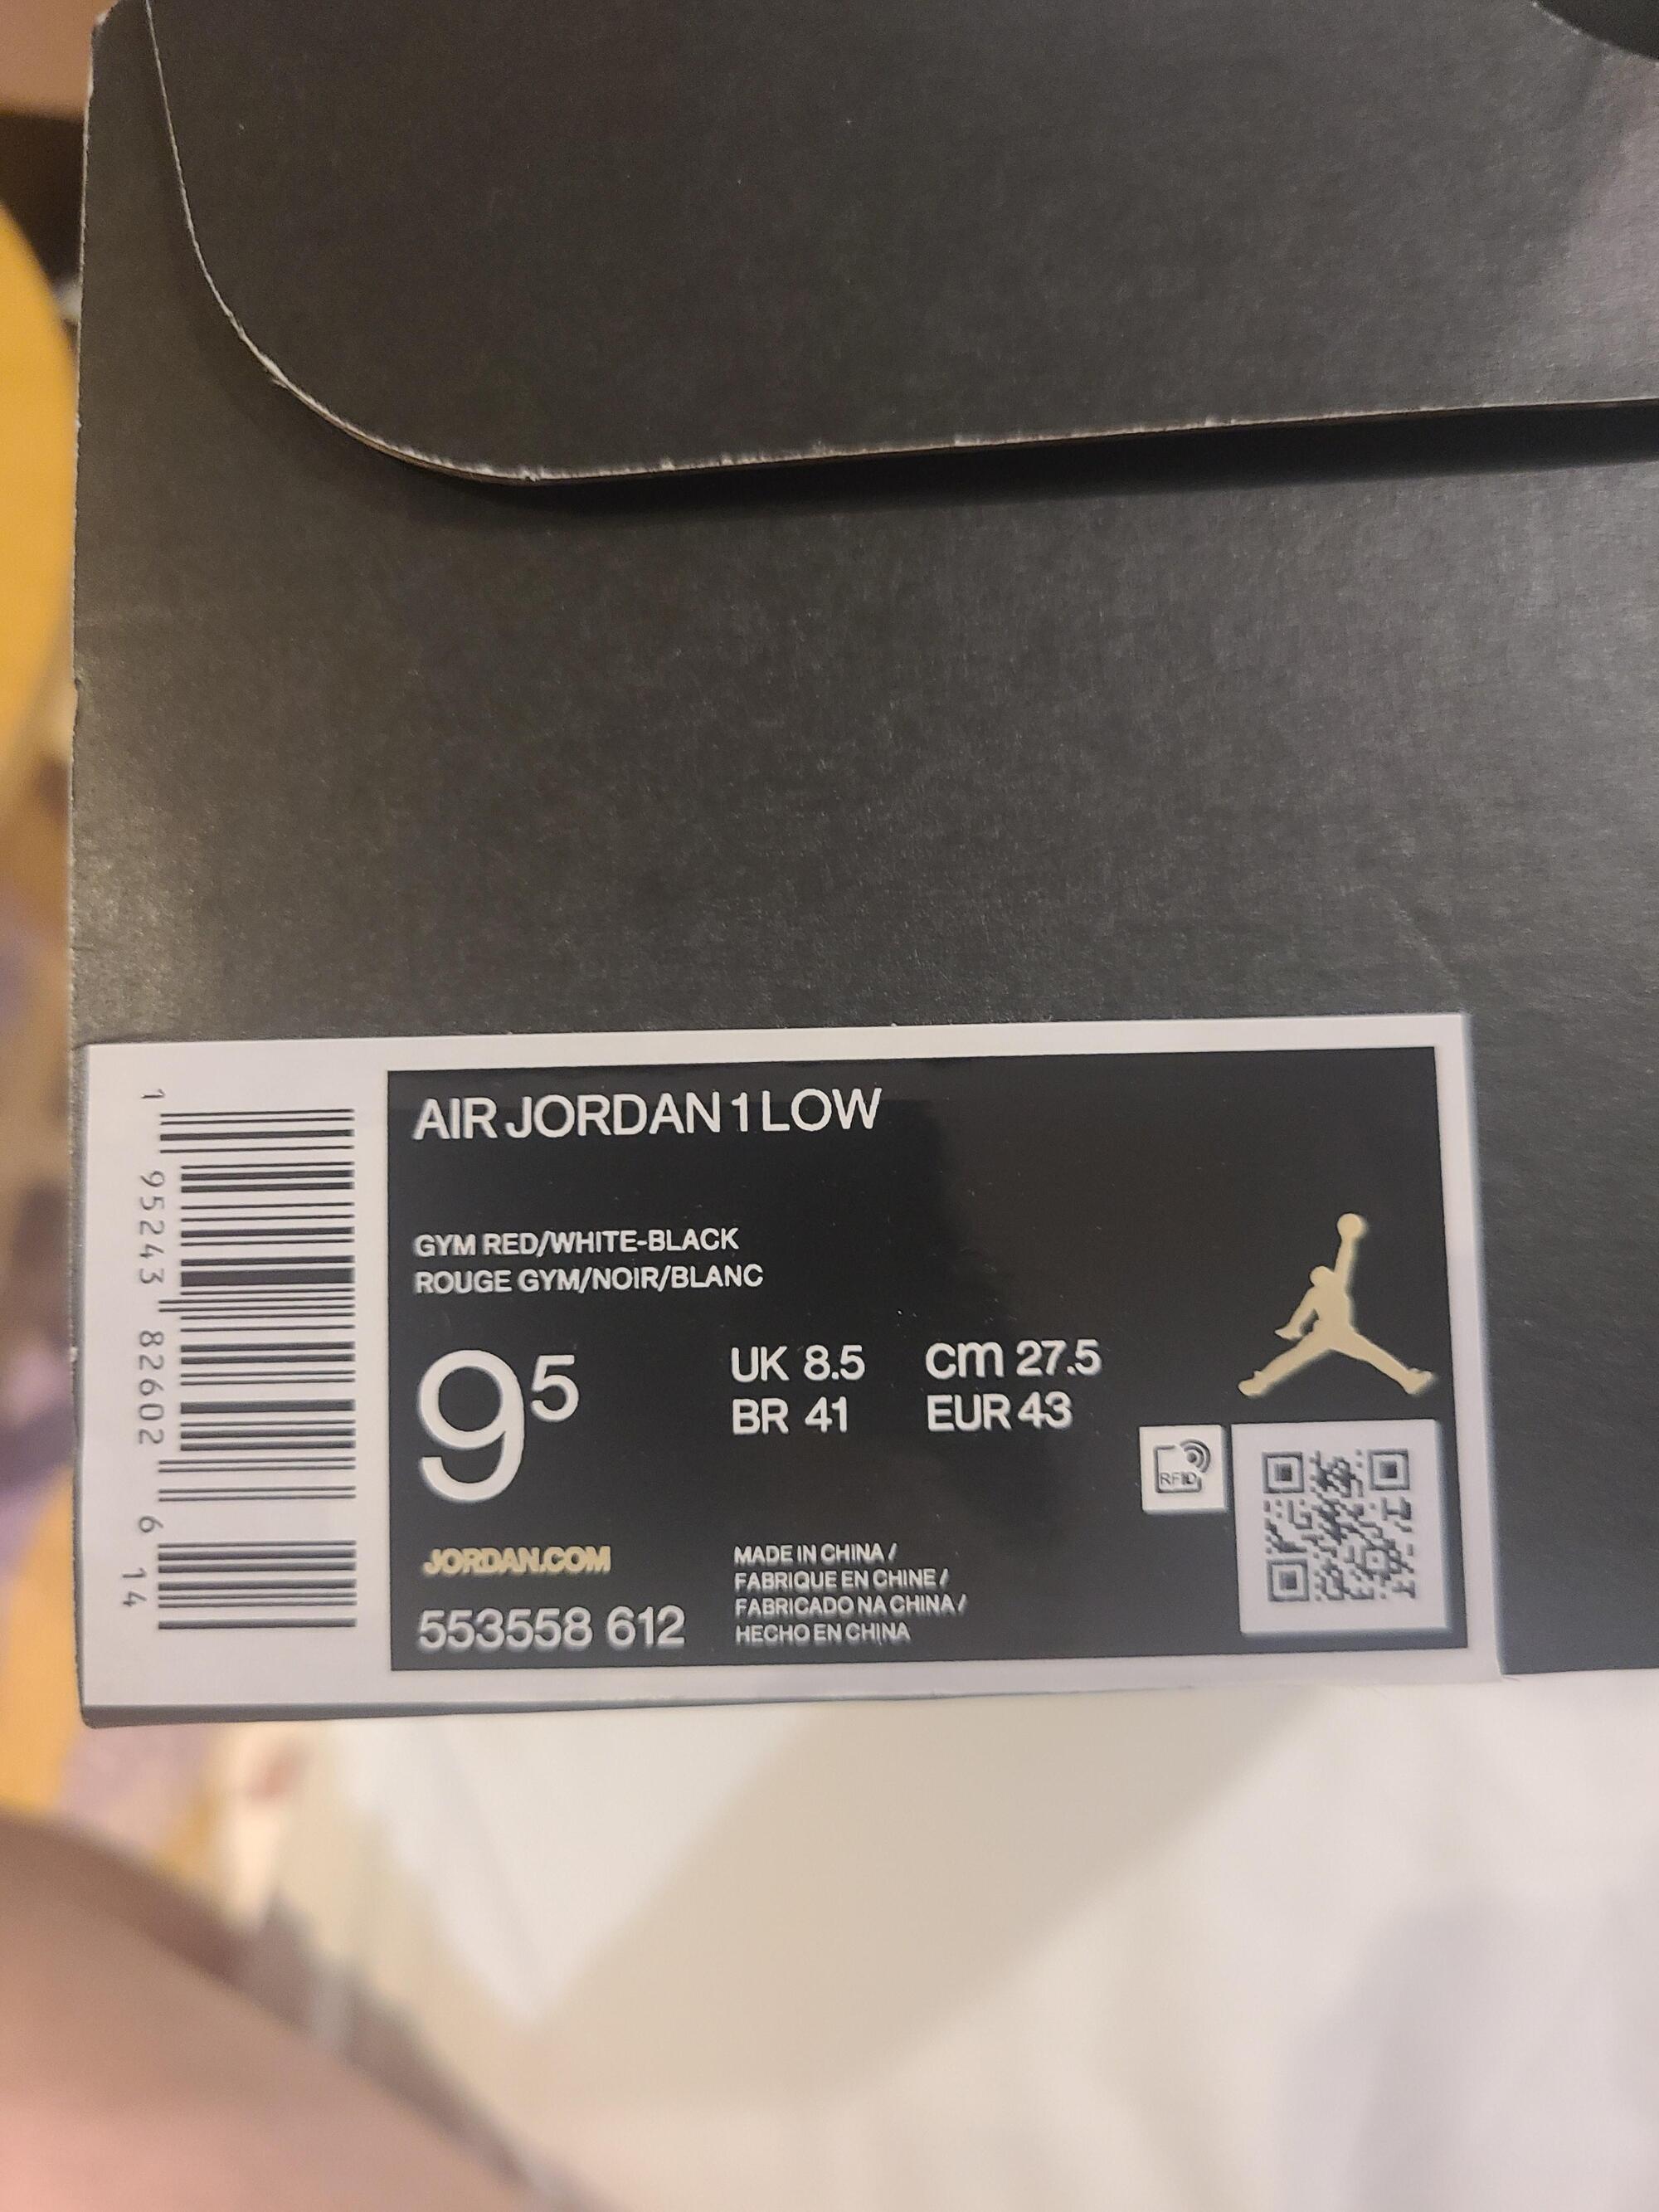 AIR JORDAN 1 LOW
GYM RED/WHITE-BLACK
ROUGE GYM/NOIR/BLANC
9 5
UK 8.5 cm 27.5
BR 41 EUR 43
RFID
JORDAN.COM
553558 612
MADE IN CHINA /
FABRIQUE EN CHINE /
FABRICADO NA CHINA /
HECHO EN CHINA
1 95243 82602 6 14